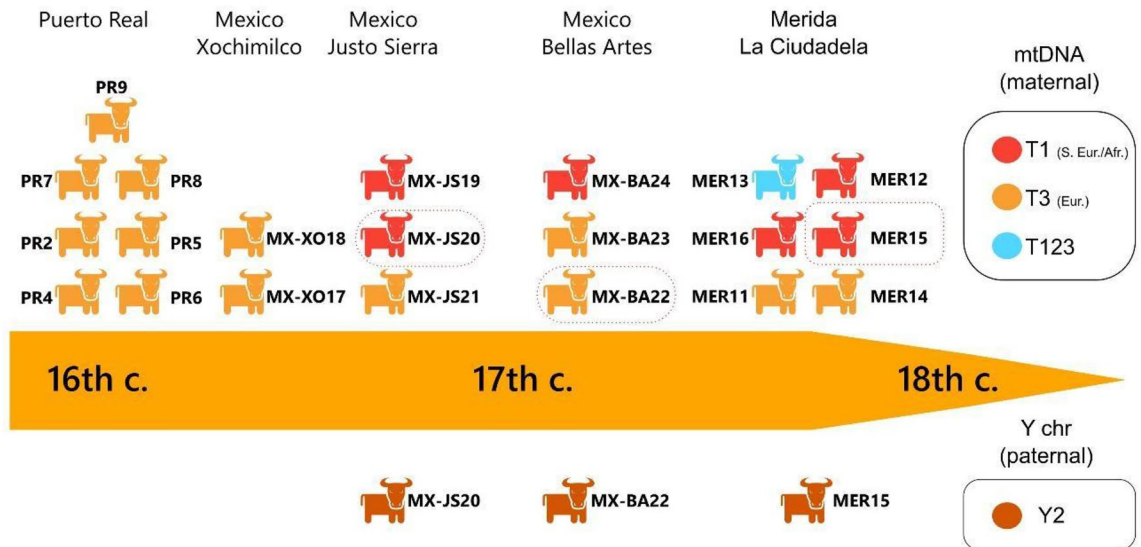 Puerto Real
Mexico
Xochimilco
Mexico
Justo Sierra
Mexico
Bellas Artes
Merida
La Ciudadela
mtDNA
(maternal)
T1 (S. Eur./Afr.)
T3 (Eur.)
T123
PR9
PR7
PR8
MX-JS19
MX-BA24
MER13
MER12
PR2
PR5
MX-XO18
MX-JS20
MX-BA23
MER16
MER15
PR4
PR6
MX-XO17
MX-JS21
MX-BA22
MER11
MER14
16th c.
17th c.
18th c.
Y chr
(paternal)
Y2
MX-JS20
MX-BA22
MER15